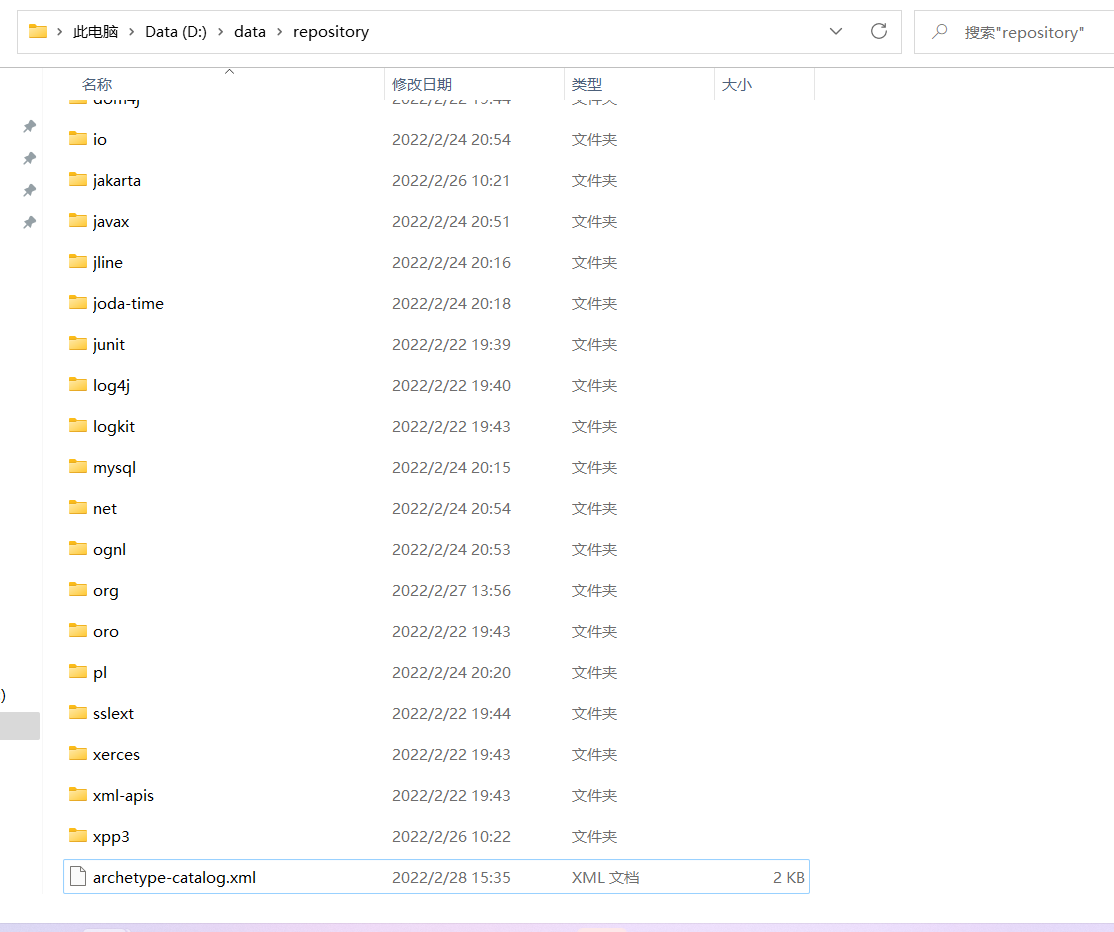 此电脑 > Data (D:) > data > repository 搜索"repository"
名称 修改日期 类型 大小
dom4j 2022/2/22 19:44 文件夹
io 2022/2/24 20:54 文件夹
jakarta 2022/2/26 10:21 文件夹
javax 2022/2/24 20:51 文件夹
jline 2022/2/24 20:16 文件夹
joda-time 2022/2/24 20:18 文件夹
junit 2022/2/22 19:39 文件夹
log4j 2022/2/22 19:40 文件夹
logkit 2022/2/22 19:43 文件夹
mysql 2022/2/24 20:15 文件夹
net 2022/2/24 20:54 文件夹
ognl 2022/2/24 20:53 文件夹
org 2022/2/27 13:56 文件夹
oro 2022/2/22 19:43 文件夹
pl 2022/2/24 20:20 文件夹
)
sslext 2022/2/22 19:44 文件夹
xerces 2022/2/22 19:43 文件夹
xml-apis 2022/2/22 19:43 文件夹
xpp3 2022/2/26 10:22 文件夹
archetype-catalog.xml 2022/2/28 15:35 XML 文档 2 KB